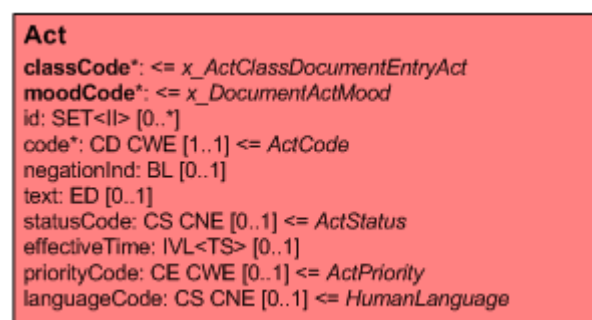 Act
classCode*: <= x_ActClassDocumentEntryAct
moodCode*: <= x_DocumentActMood
id: SET<II> [0..*]
code*: CD CWE [1..1] <= ActCode
negationInd: BL [0..1]
text: ED [0..1]
statusCode: CS CNE [0..1] <= ActStatus
effectiveTime: IVL<TS> [0..1]
priorityCode: CE CWE [0..1] <= ActPriority
languageCode: CS CNE [0..1] <= HumanLanguage